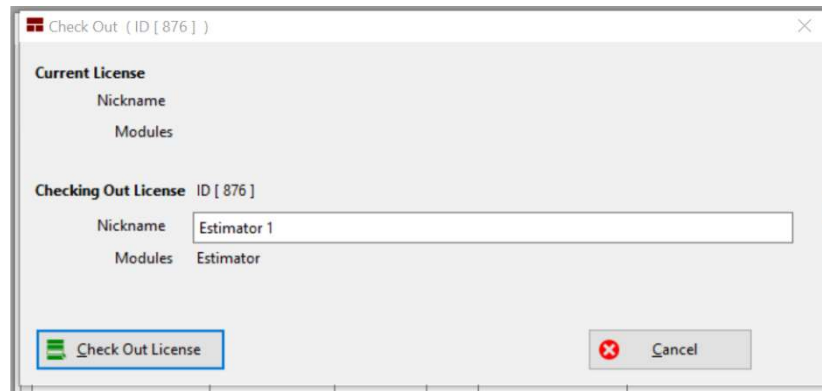 Check Out ( ID [ 876 ] )
Current License
Nickname
Modules
Checking Out License ID [ 876 ]
Nickname Estimator 1
Modules Estimator
Check Out License Cancel